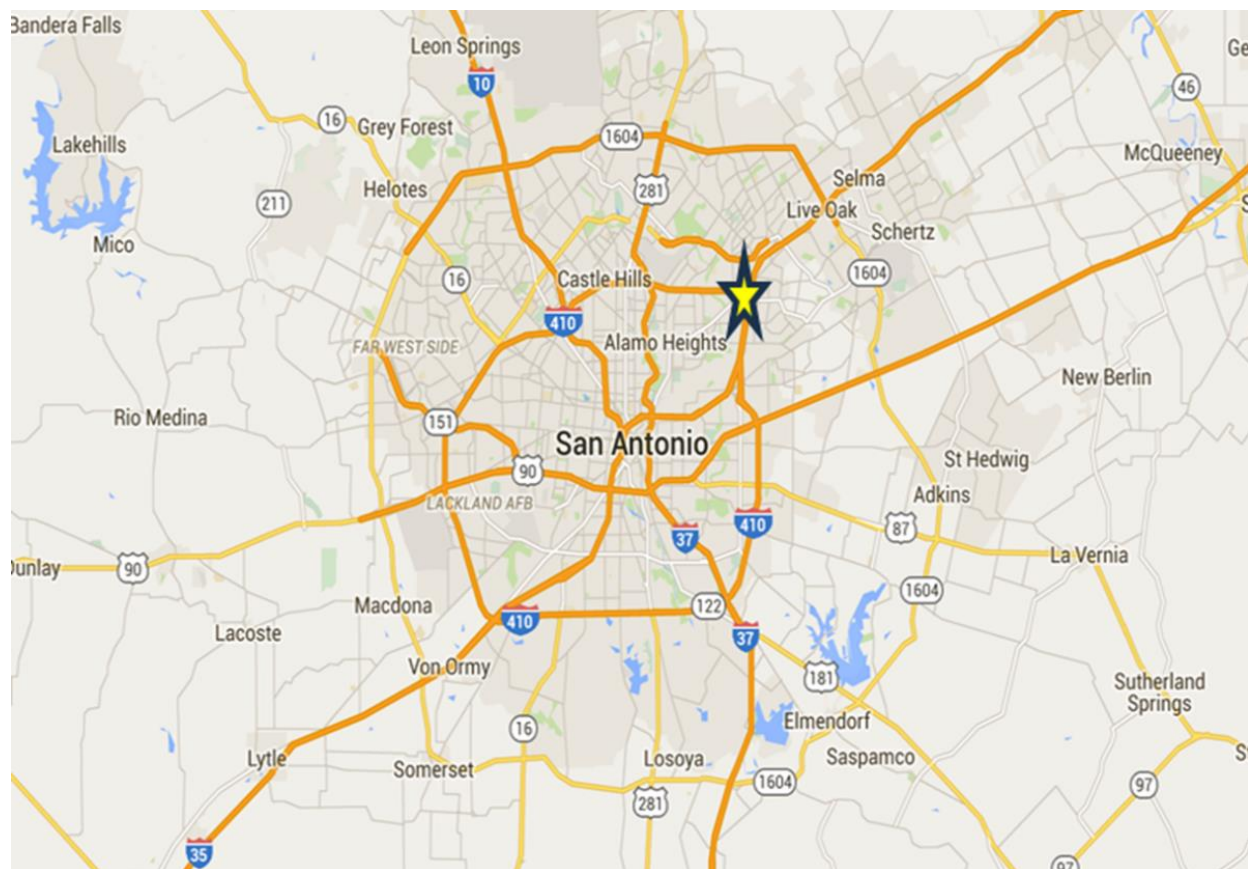 Bandera Falls
Leon Springs
Ge
10
46
16
Grey Forest
1604
Lakehills
McQueeney
Helotes
281
Selma
211
Live Oak
S
Schertz
Mico
16
Castle Hills
1604
410
FAR WEST SIDE
Alamo Heights
New Berlin
Rio Medina
151
San Antonio
90
St Hedwig
LACKLAND AFB
Adkins
410
87
37
Dunlay
90
La Vernia
1604
Macdona
122
410
Lacoste
37
Von Ormy
181
Sutherland
Springs
16
Elmendorf
Lytle
Somerset
Losoya
Saspamco
S
1604
97
281
35
97